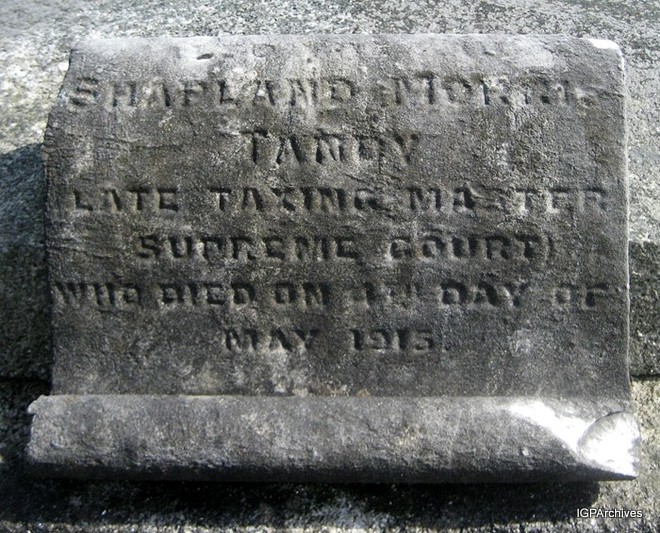 SHAPLAND MORRIS
TANDY
LATE TAXING MASTER
SUPREME COURT)
WHO DIED ON 4TH DAY OF
MAY 1915.
IGPArchives